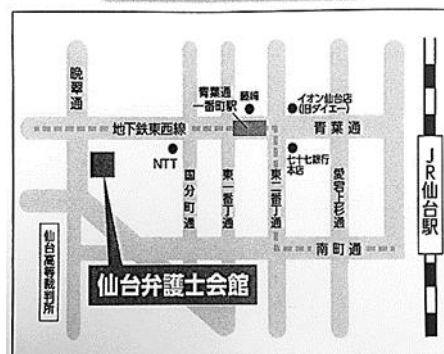 晩翠通
青葉通
一番町駅
藤崎
イオン仙台店
(旧ダイエー)
地下鉄東西線
青葉通
NTT
七十七銀行
本店
国分町通
東一番丁通
東二番丁通
愛宕上杉通
JR仙台駅
南町通
仙台高等裁判所
仙台弁護士会館